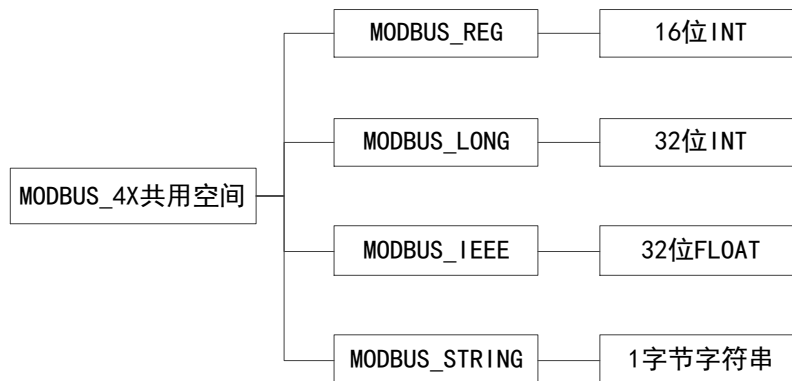 MODBUS_REG
16位INT
MODBUS_LONG
32位INT
MODBUS_4X共用空间
MODBUS_IEEE
32位FLOAT
MODBUS_STRING
1字节字符串